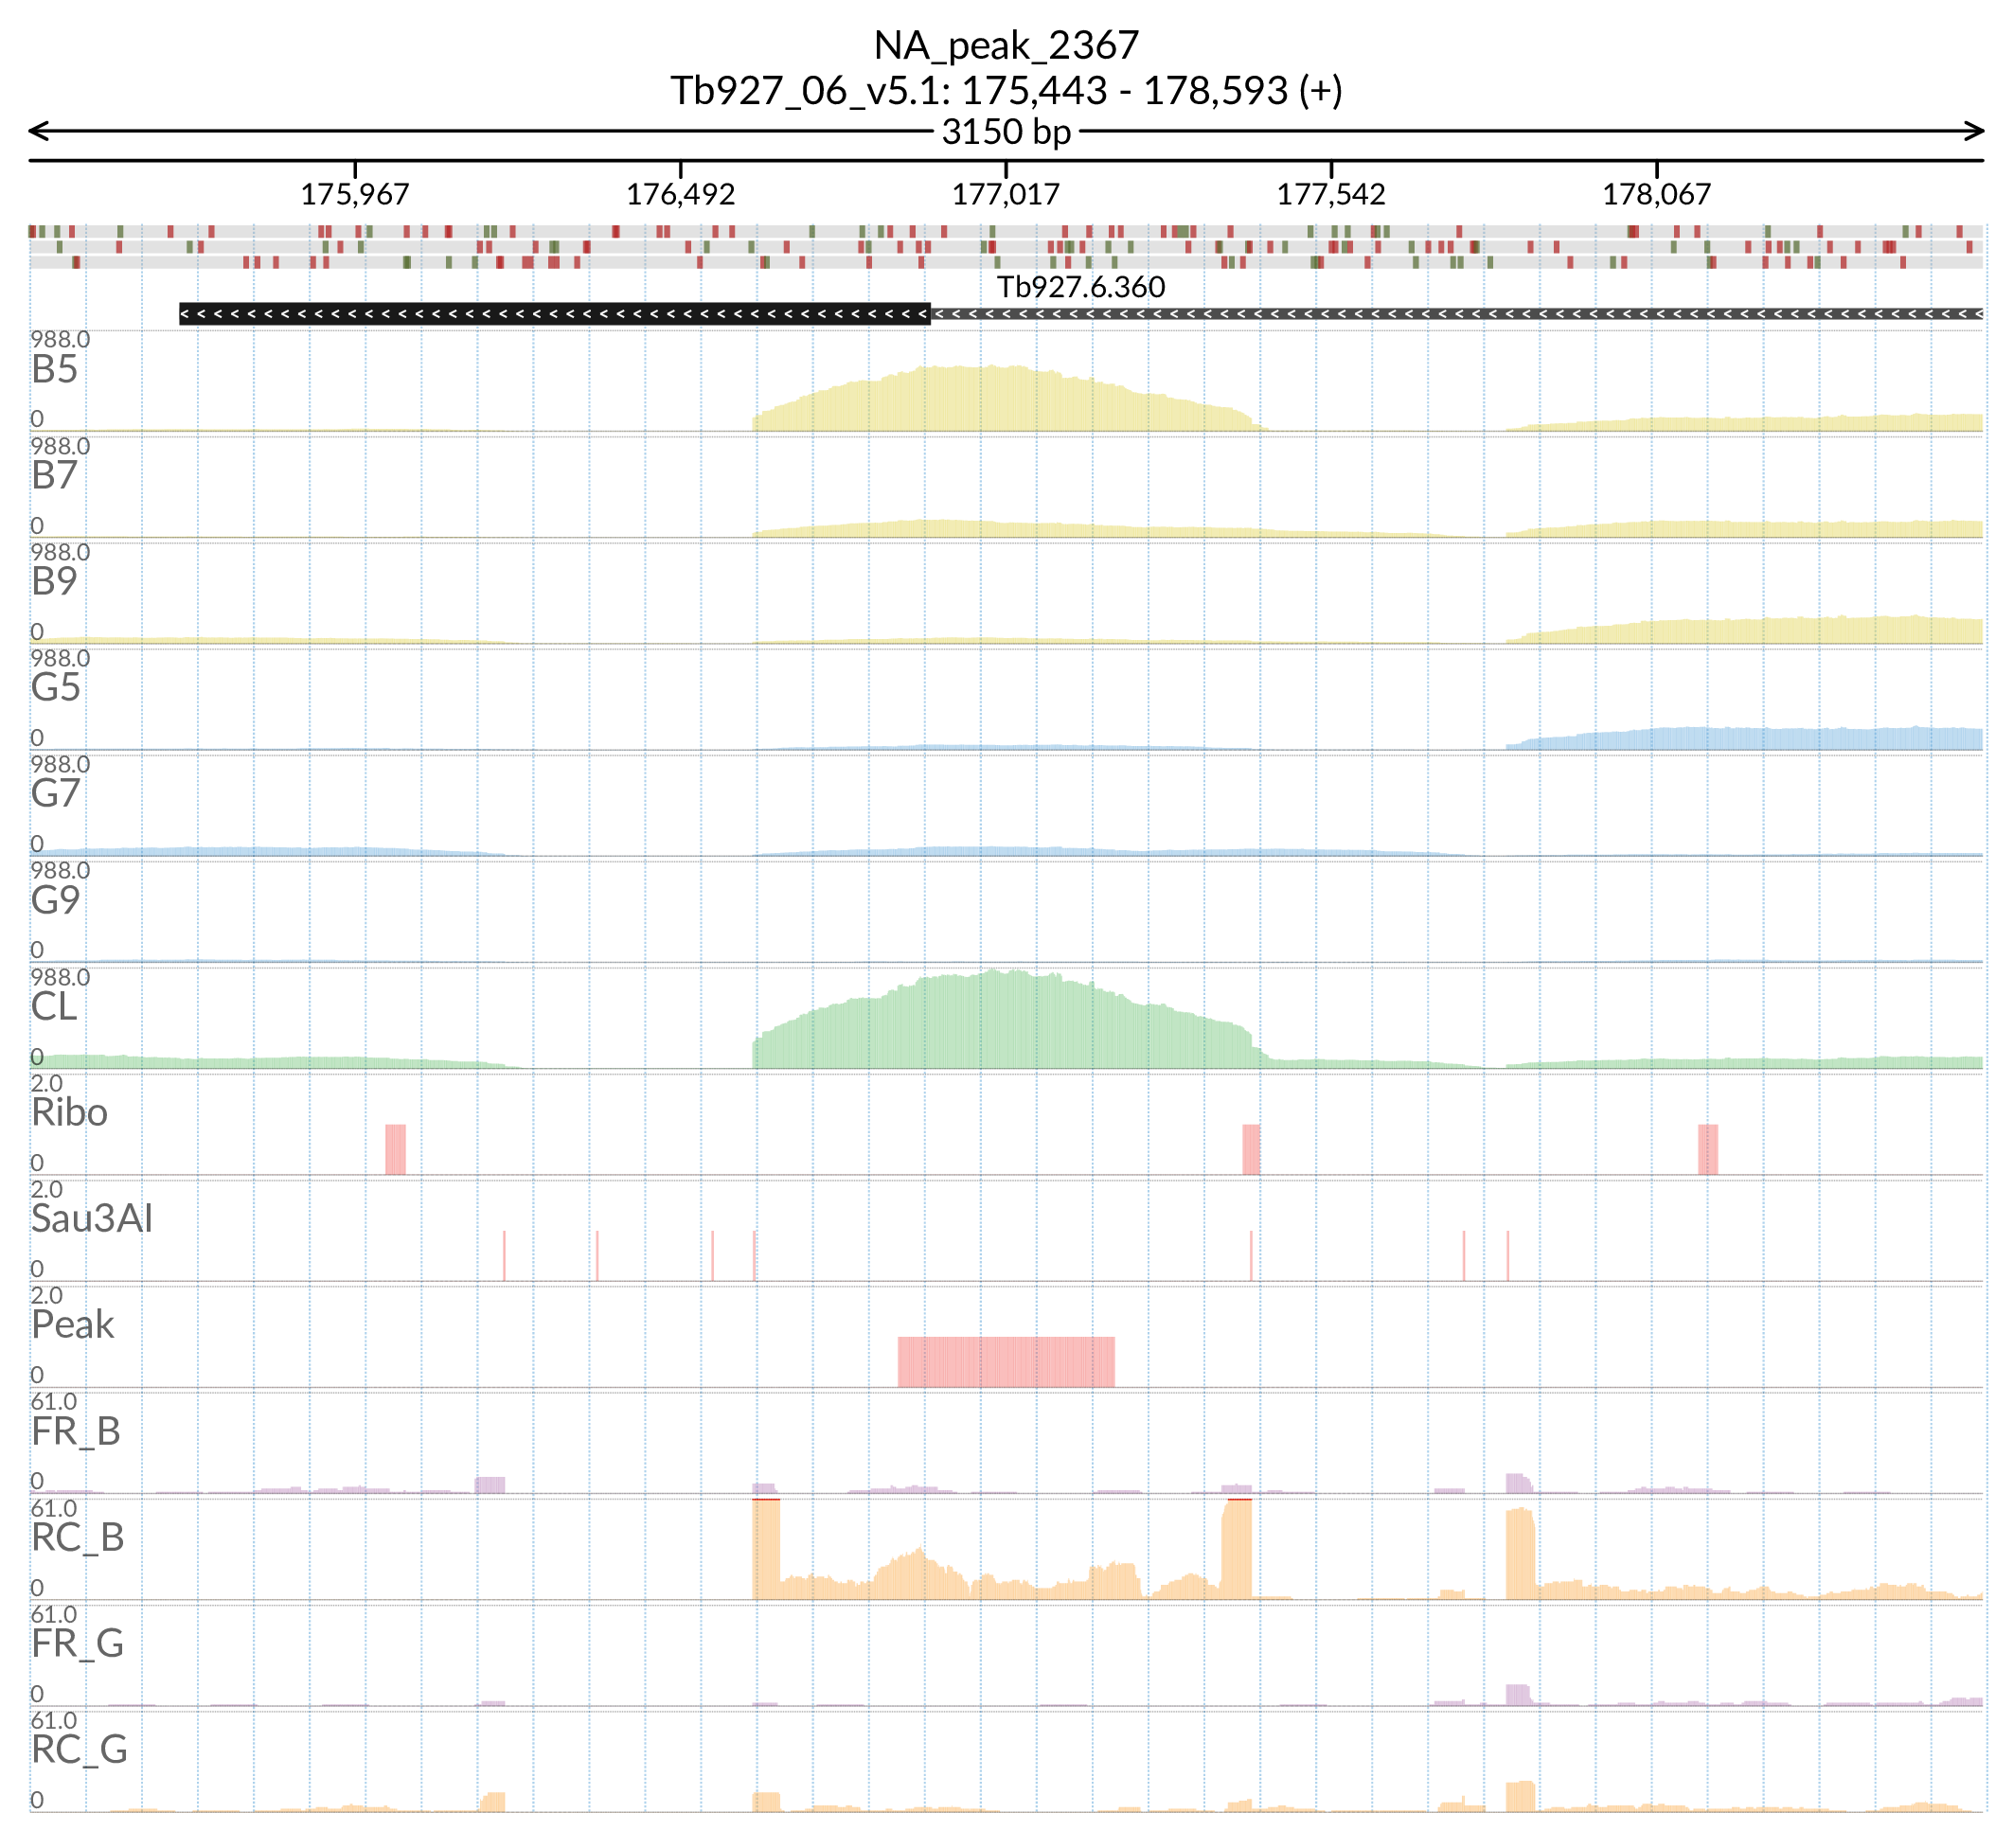 NA_peak_2367
Tb927_06_v5.1: 175,443 - 178,593 (+)
3150 bp
175,967 176,492 177,017 177,542 178,067
Tb927.6.360
988.0
B5
0
988.0
B7
0
988.0
B9
0
988.0
G5
0
988.0
G7
0
988.0
G9
0
988.0
CL
0
2.0
Ribo
0
2.0
Sau3AI
0
2.0
Peak
0
61.0
FR_B
0
61.0
RC_B
0
61.0
FR_G
0
61.0
RC_G
0